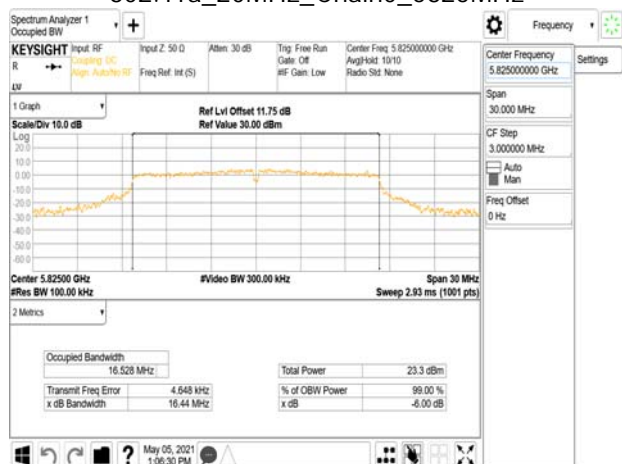 802.11a_20MHz_Chain0_5825MHz
Spectrum Analyzer 1
Occupied BW
+
Frequency
KEYSIGHT
R
LV
Input: RF
Coupling: DC
Align: Auto/No RF
Input Z: 50 Ω
Freq Ref: Int (S)
Atten: 30 dB
Trig: Free Run
Gate: Off
#IF Gain: Low
Center Freq: 5.825000000 GHz
Avg|Hold: 10/10
Radio Std: None
Center Frequency
5.825000000 GHz
Settings
Span
30.000 MHz
CF Step
3.000000 MHz
Auto
Man
Freq Offset
0 Hz
1 Graph
Scale/Div 10.0 dB
Ref Lvl Offset 11.75 dB
Ref Value 30.00 dBm
Log
20.0
10.0
0.00
-10.0
-20.0
-30.0
-40.0
-50.0
-60.0
Center 5.82500 GHz
#Video BW 300.00 kHz
Span 30 MHz
#Res BW 100.00 kHz
Sweep 2.93 ms (1001 pts)
2 Metrics
Occupied Bandwidth
16.528 MHz
Total Power 23.3 dBm
Transmit Freq Error 4.648 kHz
% of OBW Power 99.00 %
x dB Bandwidth 16.44 MHz
x dB -6.00 dB
?
May 05, 2021
1:06:30 PM